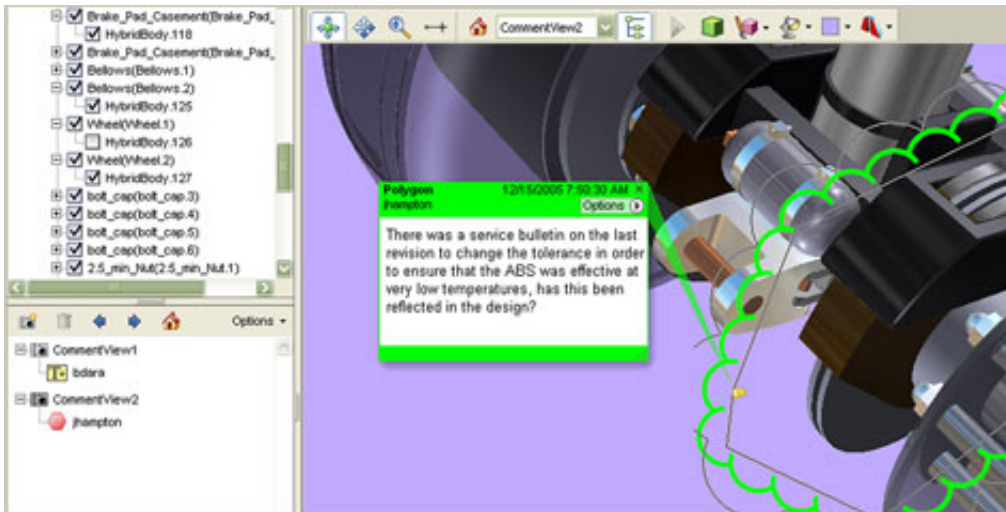 Brake_Pad_Casement(Brake_Pad_
HybridBody.118
Brake_Pad_Casement(Brake_Pad_
Bellows(Bellows.1)
Bellows(Bellows.2)
HybridBody.125
Wheel(Wheel.1)
HybridBody.126
Wheel(Wheel.2)
HybridBody.127
bolt_cap(bolt_cap.3)
bolt_cap(bolt_cap.4)
bolt_cap(bolt_cap.5)
bolt_cap(bolt_cap.6)
2.5_min_Nut(2.5_min_Nut.1)
Options
CommentView1
bdara
CommentView2
jhampton
CommentView2
Polygon 12/15/2005 7:50:30 AM
jhampton Options
There was a service bulletin on the last
revision to change the tolerance in order
to ensure that the ABS was effective at
very low temperatures, has this been
reflected in the design?